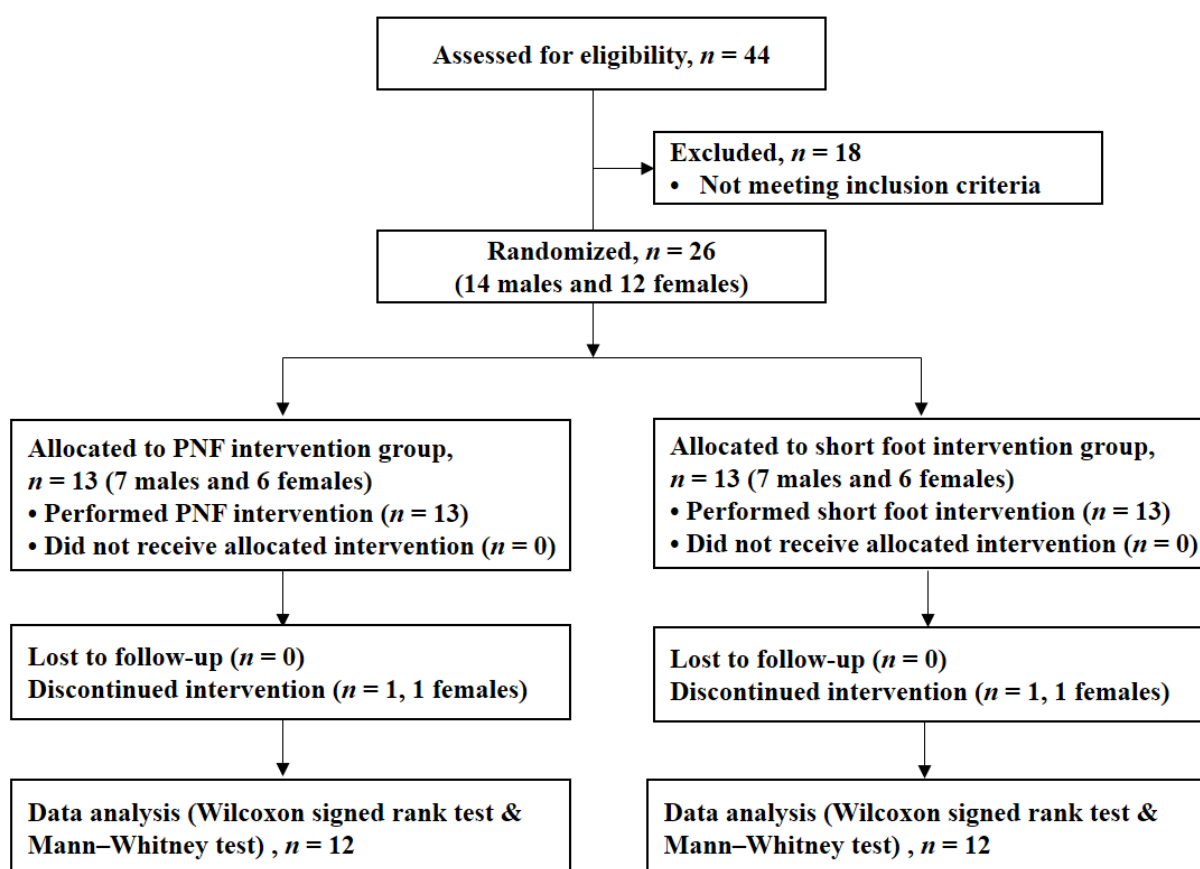 Assessed for eligibility, n = 44
Excluded, n = 18
• Not meeting inclusion criteria
Randomized, n = 26
(14 males and 12 females)
Allocated to PNF intervention group,
n = 13 (7 males and 6 females)
• Performed PNF intervention (n = 13)
• Did not receive allocated intervention (n = 0)
Allocated to short foot intervention group,
n = 13 (7 males and 6 females)
• Performed short foot intervention (n = 13)
• Did not receive allocated intervention (n = 0)
Lost to follow-up (n = 0)
Discontinued intervention (n = 1, 1 females)
Lost to follow-up (n = 0)
Discontinued intervention (n = 1, 1 females)
Data analysis (Wilcoxon signed rank test &
Mann–Whitney test) , n = 12
Data analysis (Wilcoxon signed rank test &
Mann–Whitney test) , n = 12